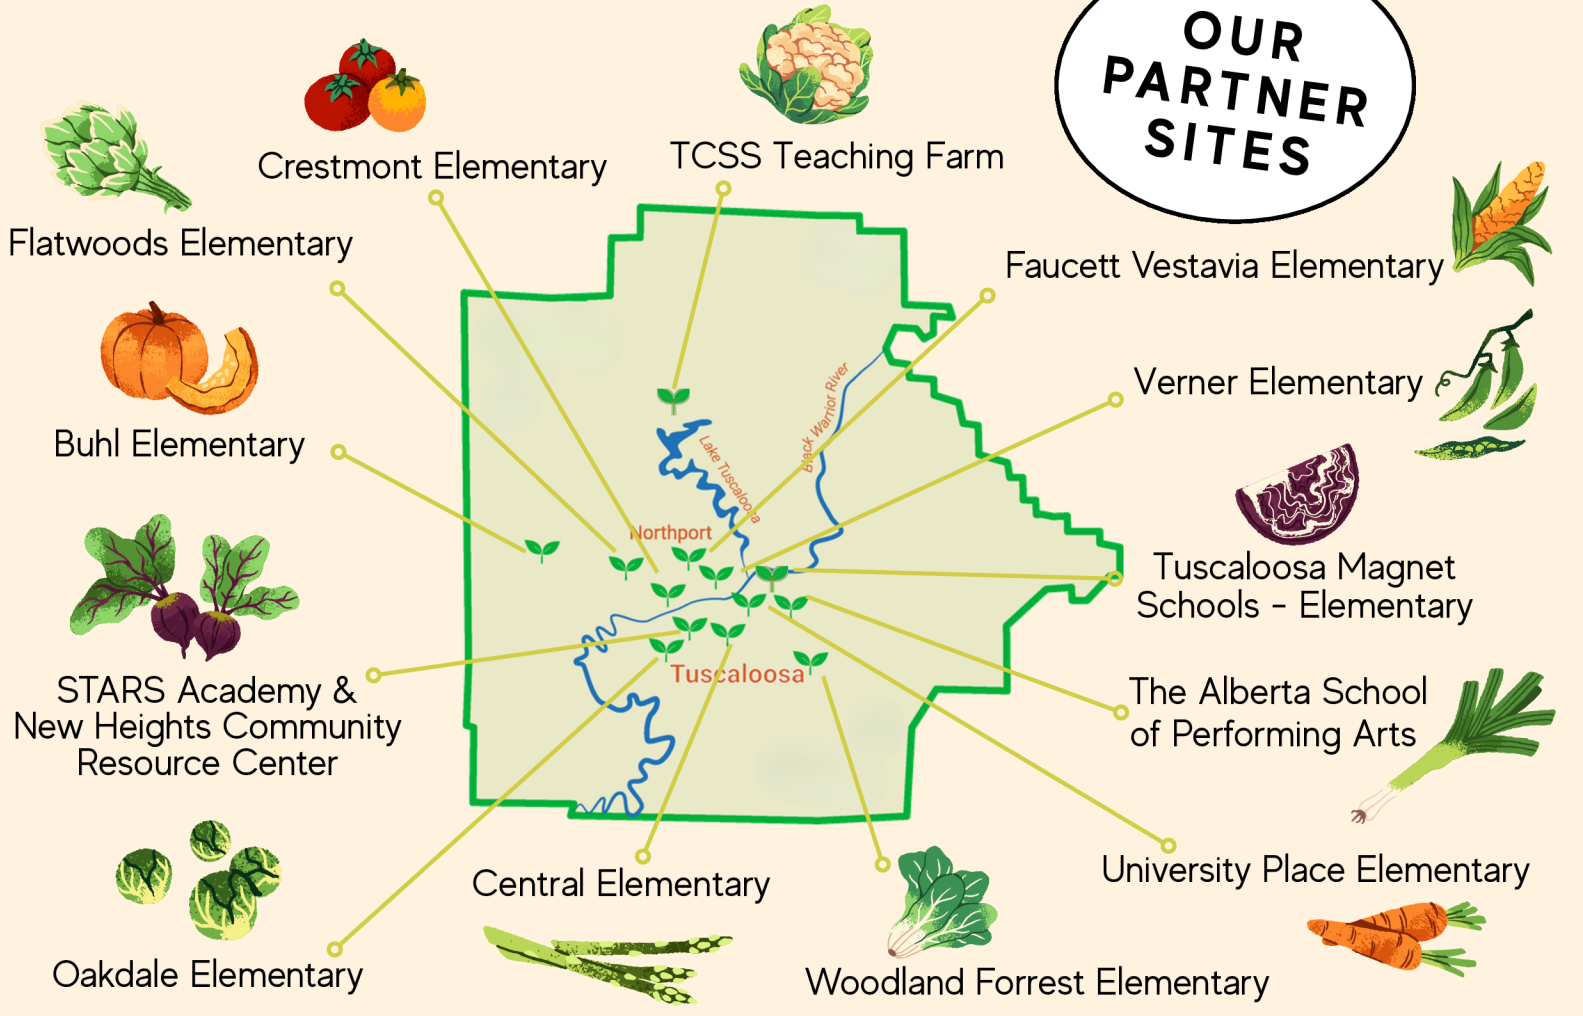 OUR
PARTNER
SITES
Crestmont Elementary
TCSS Teaching Farm
Flatwoods Elementary
Faucett Vestavia Elementary
Buhl Elementary
Verner Elementary
Black Warrior River
Lake Tuscaloosa
Northport
Tuscaloosa Magnet
Schools - Elementary
STARS Academy &
New Heights Community
Resource Center
Tuscaloosa
The Alberta School
of Performing Arts
University Place Elementary
Central Elementary
Oakdale Elementary
Woodland Forrest Elementary